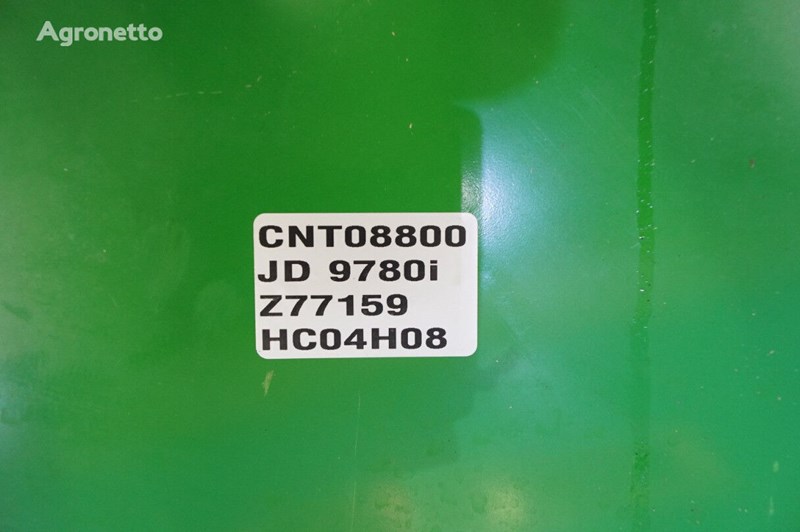 Agronetto
CNT08800
JD 9780i
Z77159
HC04H08